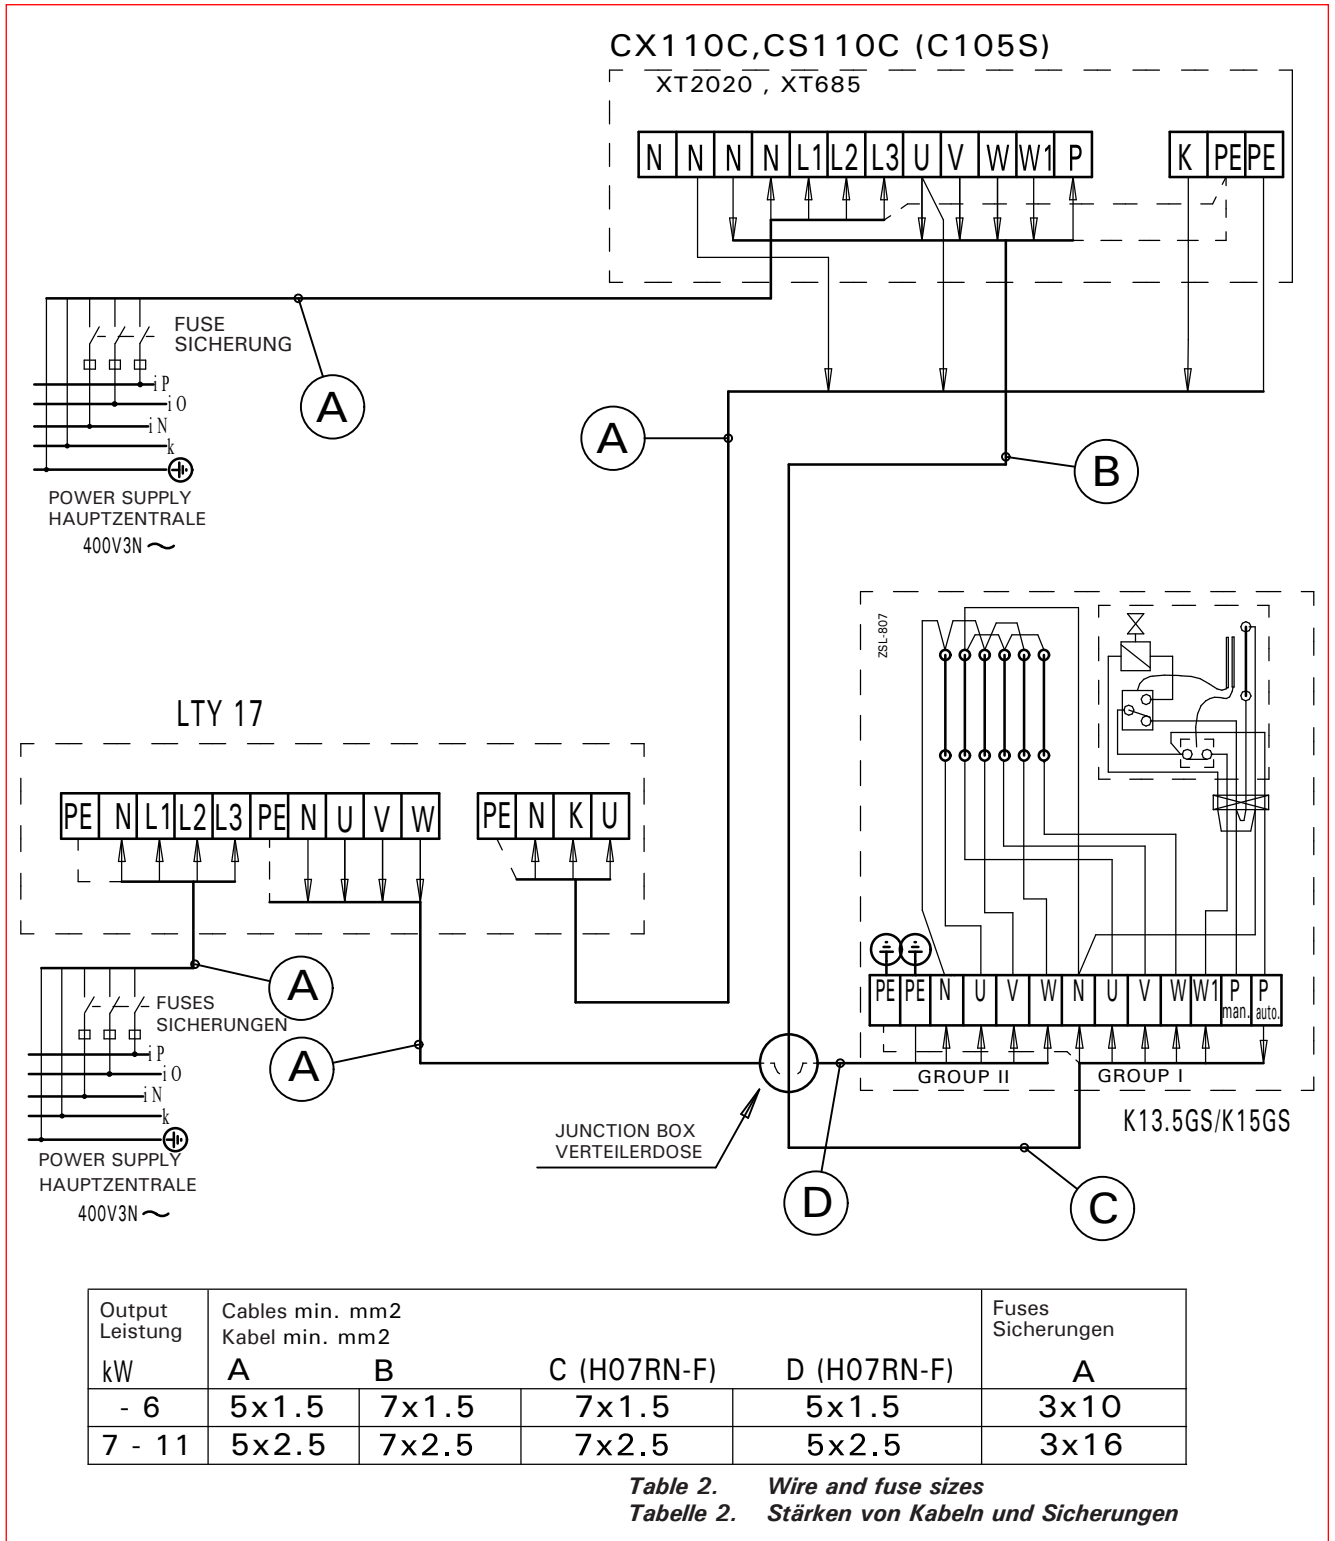 CX110C,CS110C (C105S)
XT2020 , XT685
N N N N L1 L2 L3 U V W W1 P K PE PE
FUSE
SICHERUNG
A
i P
i O
i N
k
POWER SUPPLY
HAUPTZENTRALE
400V3N ~
A
B
ZSL-807
LTY 17
PE N L1 L2 L3 PE N U V W PE N K U
A
FUSES
SICHERUNGEN
A
i P
i O
i N
k
POWER SUPPLY
HAUPTZENTRALE
400V3N ~
PE PE N U V W N U V W W1 P man. P auto.
GROUP II GROUP I
K13.5GS/K15GS
JUNCTION BOX
VERTEILERDOSE
D
C
Output Cables min. mm2 Fuses
Leistung Kabel min. mm2 Sicherungen
kW A B C (H07RN-F) D (H07RN-F) A
- 6 5x1.5 7x1.5 7x1.5 5x1.5 3x10
7 - 11 5x2.5 7x2.5 7x2.5 5x2.5 3x16
Table 2. Wire and fuse sizes
Tabelle 2. Stärken von Kabeln und Sicherungen